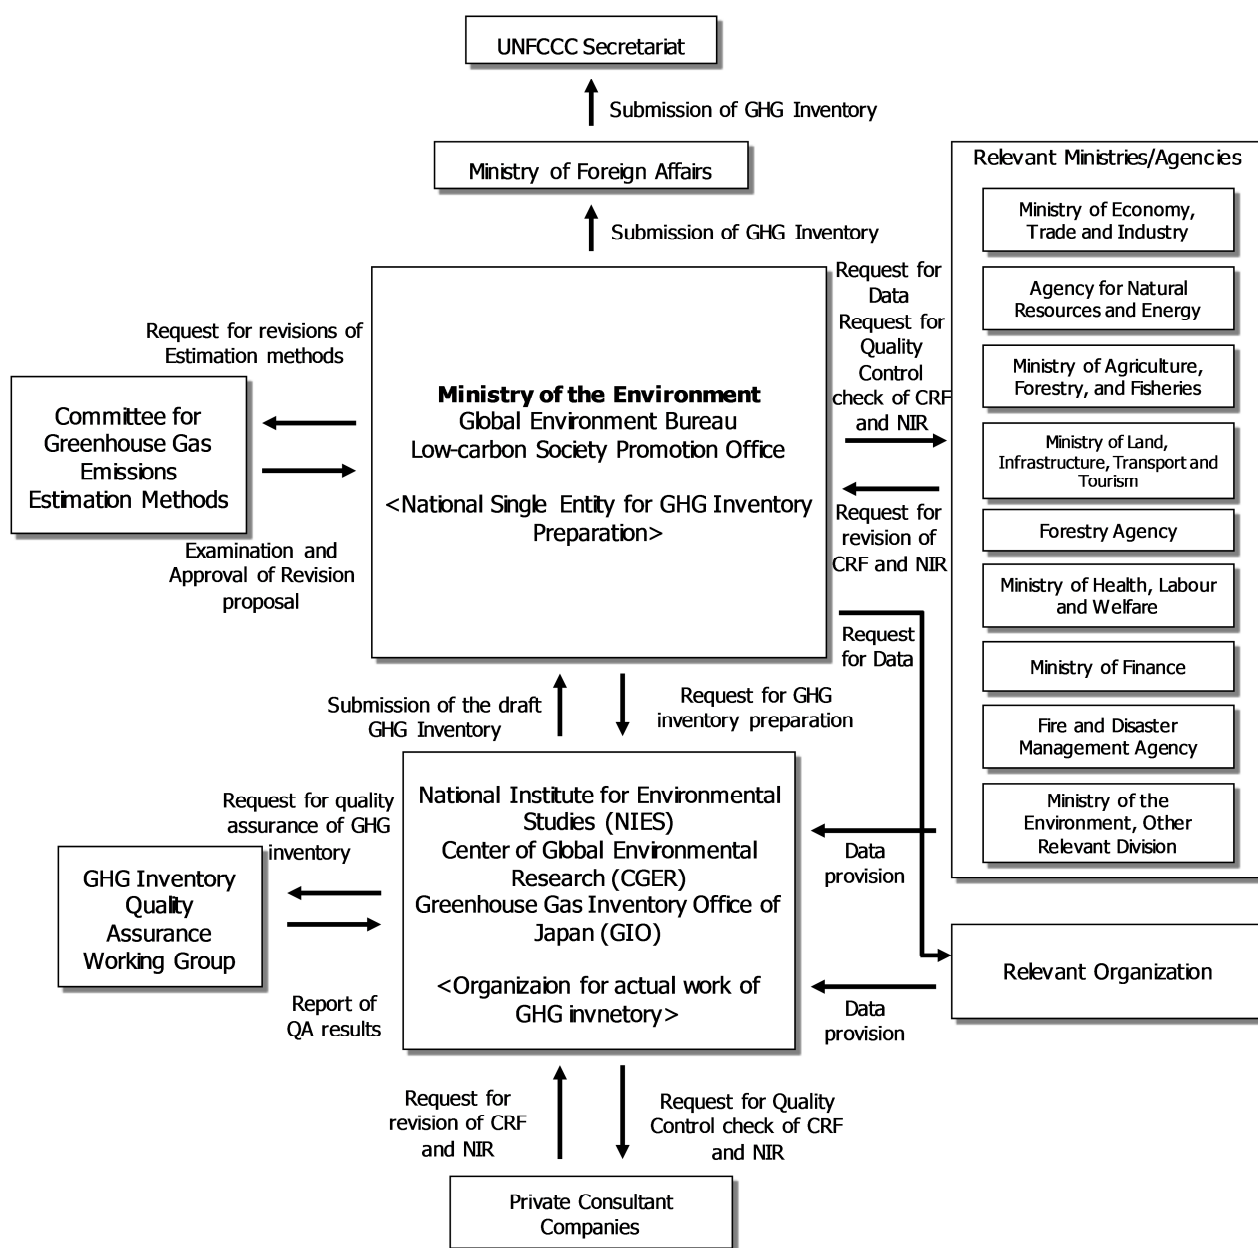 UNFCCC Secretariat
Submission of GHG Inventory
Ministry of Foreign Affairs
Submission of GHG Inventory
Relevant Ministries/Agencies
Ministry of Economy,
Trade and Industry
Agency for Natural
Resources and Energy
Ministry of Agriculture,
Forestry, and Fisheries
Ministry of Land,
Infrastructure, Transport and
Tourism
Forestry Agency
Ministry of Health, Labour
and Welfare
Ministry of Finance
Fire and Disaster
Management Agency
Ministry of the
Environment, Other
Relevant Division
Request for
Data
Request for
Quality
Control
check of CRF
and NIR
Request for revisions of
Estimation methods
Committee for
Greenhouse Gas
Emissions
Estimation Methods
Examination and
Approval of Revision
proposal
Ministry of the Environment
Global Environment Bureau
Low-carbon Society Promotion Office
<National Single Entity for GHG Inventory
Preparation>
Request for
revision of
CRF and NIR
Request
for Data
Submission of the draft
GHG Inventory
Request for GHG
inventory preparation
Request for quality
assurance of GHG
inventory
GHG Inventory
Quality
Assurance
Working Group
Report of
QA results
National Institute for Environmental
Studies (NIES)
Center of Global Environmental
Research (CGER)
Greenhouse Gas Inventory Office of
Japan (GIO)
<Organizaion for actual work of
GHG invnetory>
Data
provision
Relevant Organization
Data
provision
Request for
revision of CRF
and NIR
Request for Quality
Control check of CRF
and NIR
Private Consultant
Companies